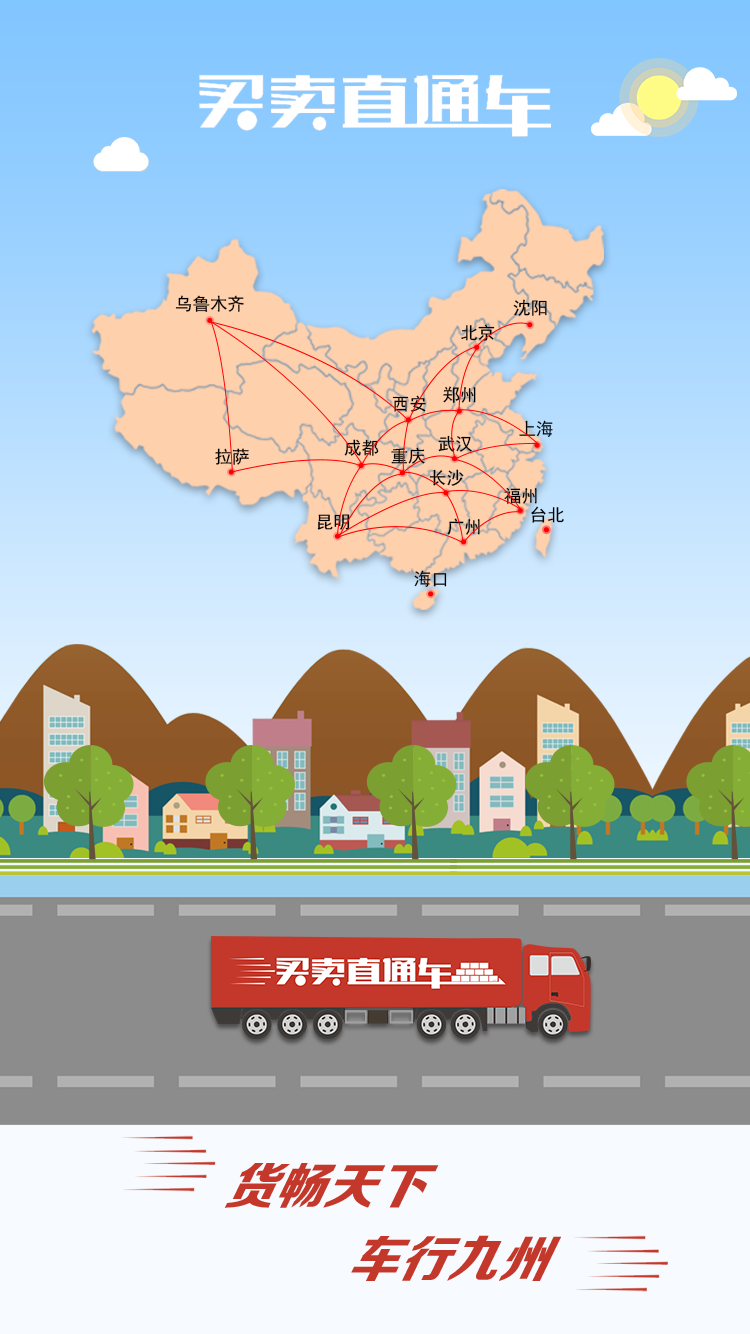 买卖直通车
乌鲁木齐
沈阳
北京
郑州
西安
上海
武汉
成都
重庆
拉萨
长沙
福州
台北
昆明
广州
海口
买卖直通车
货畅天下
车行九州